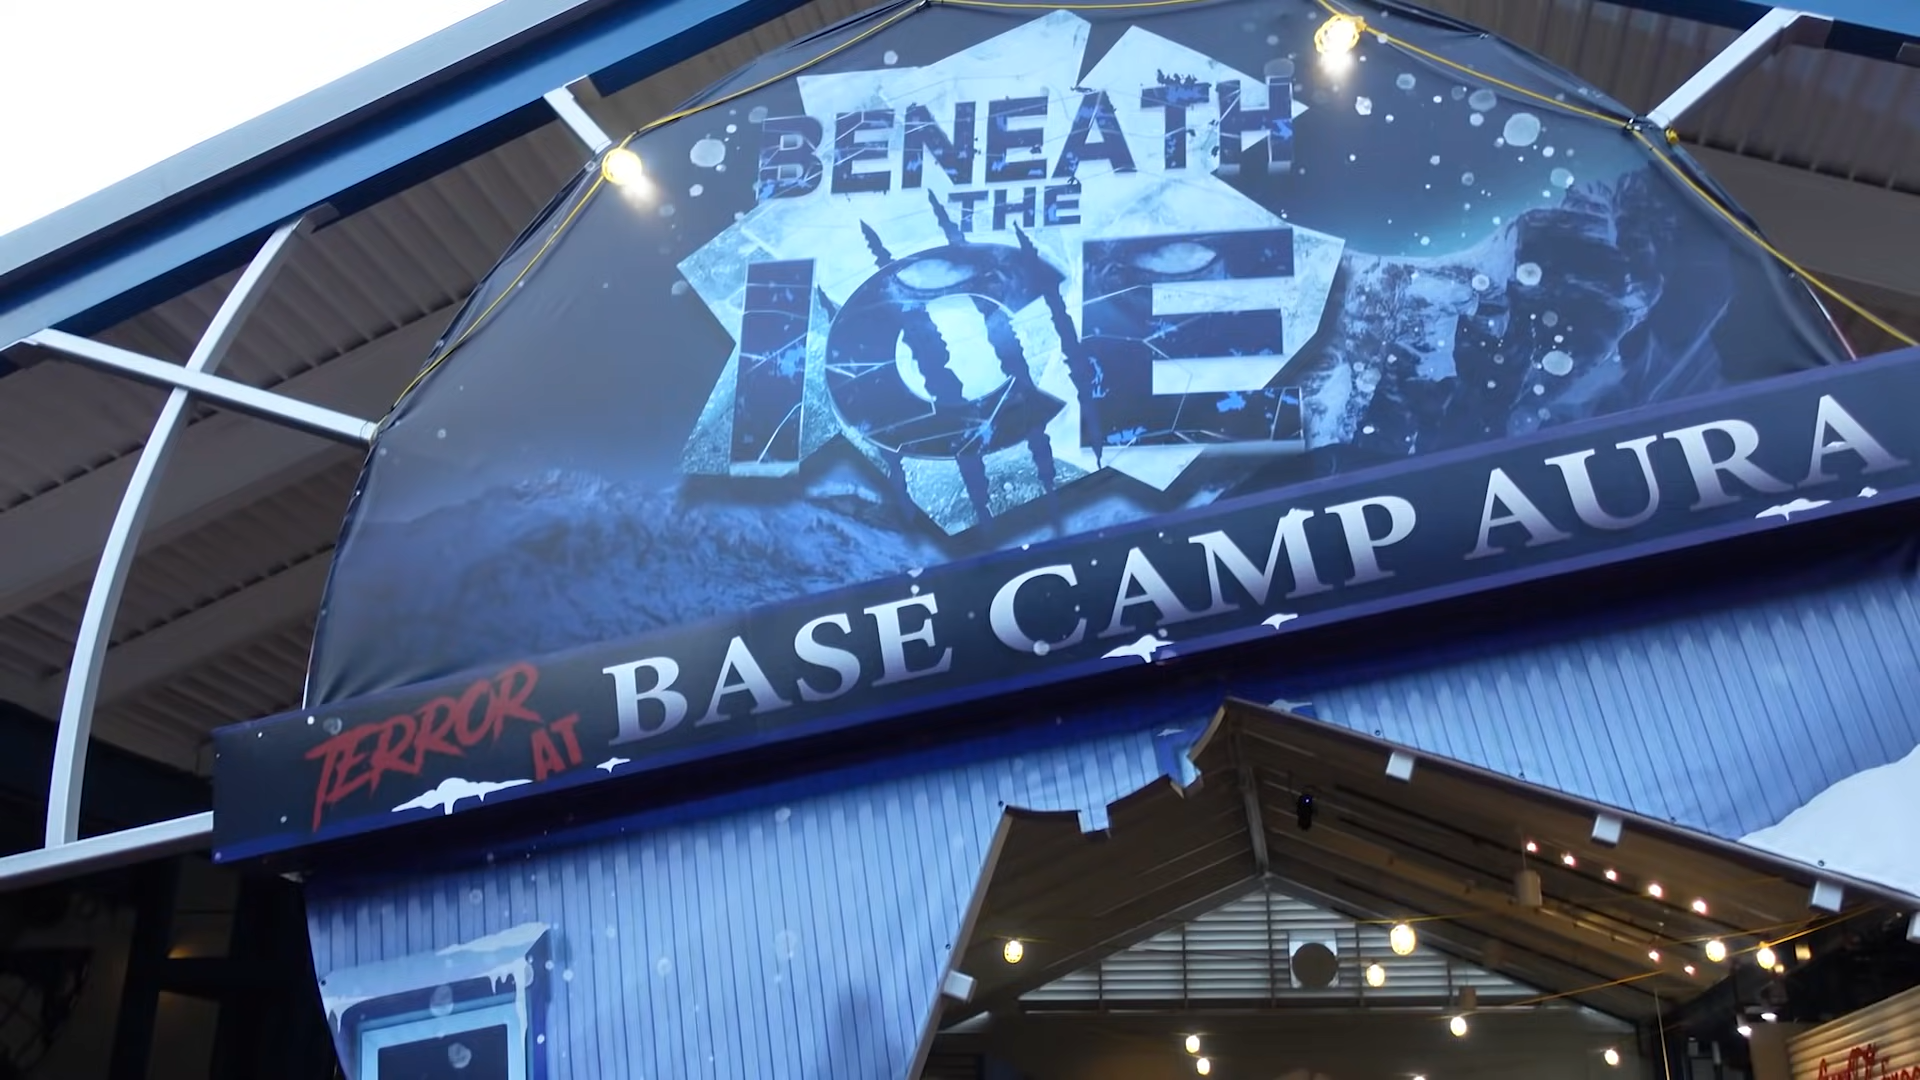 BENEATH
THE
ICE
TERROR AT BASE CAMP AURA